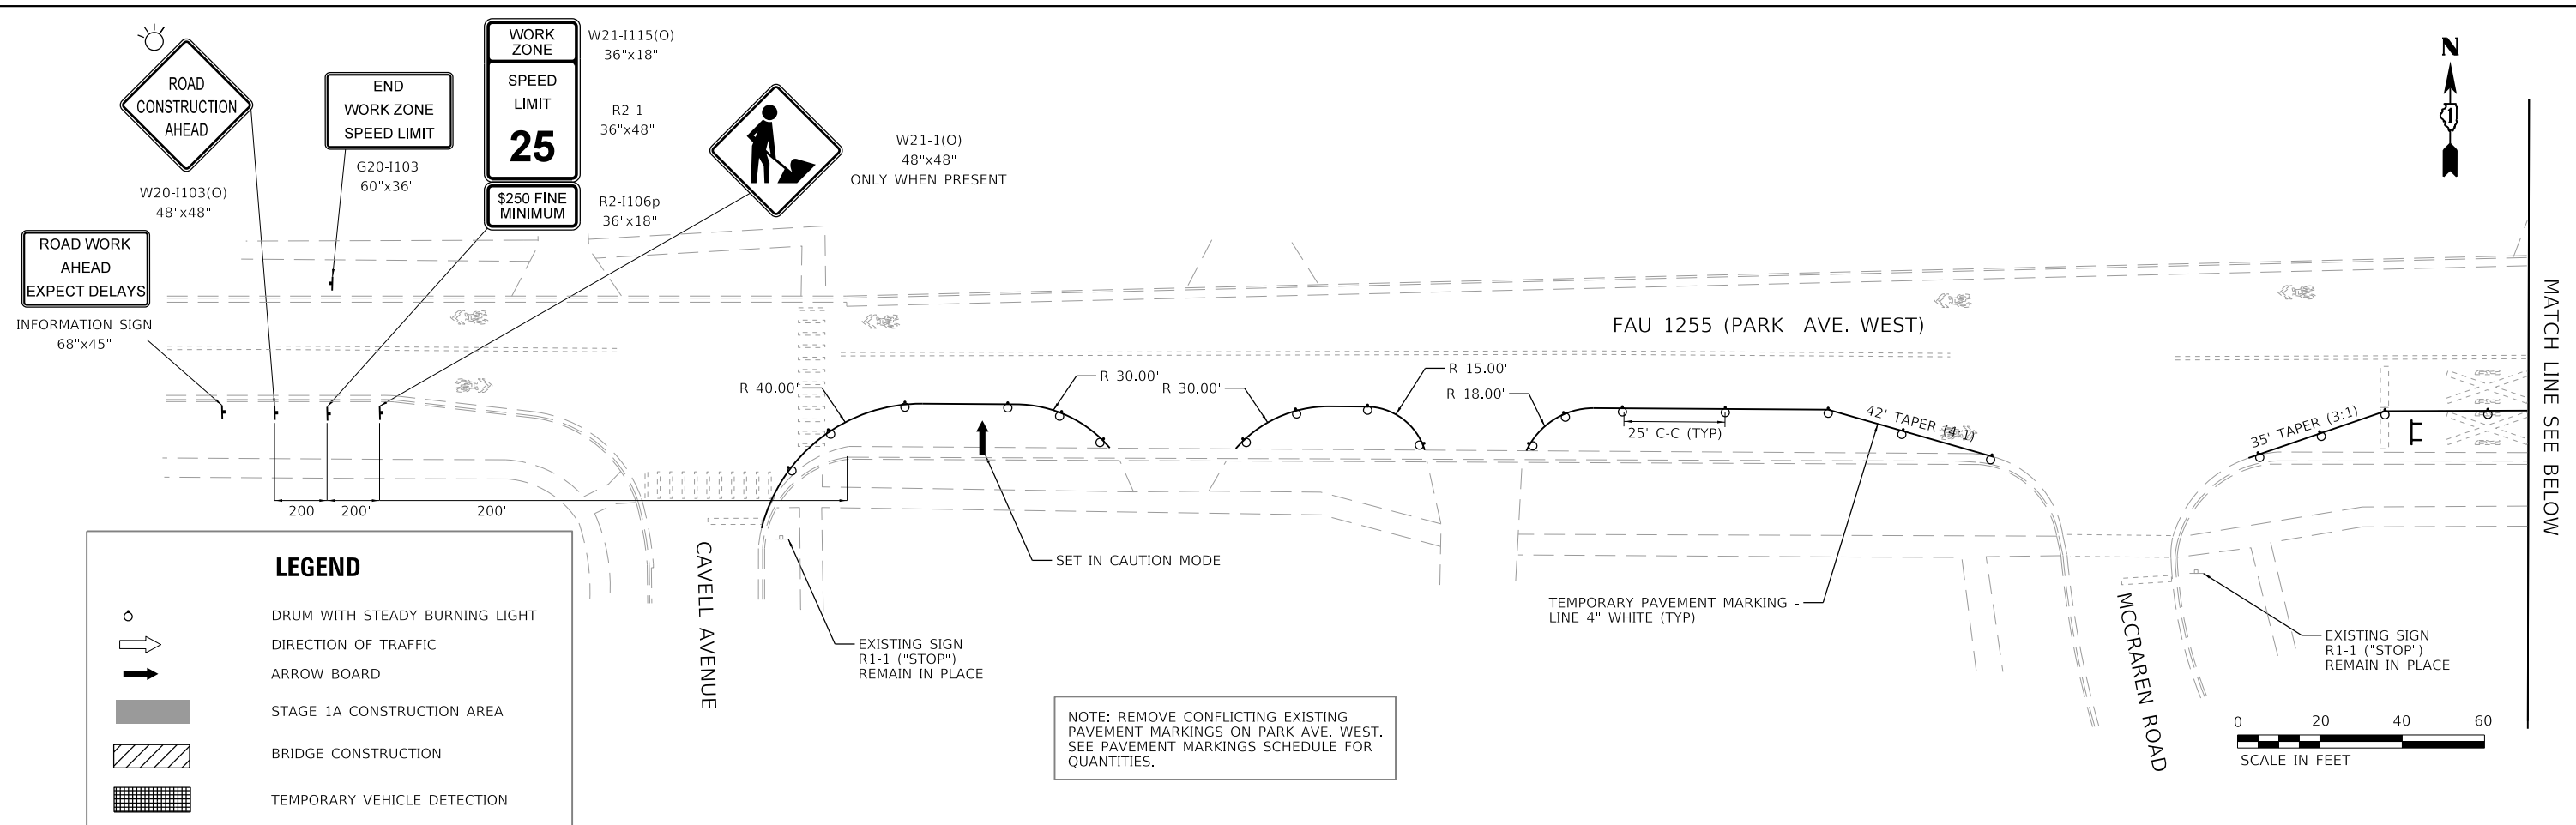 WORK
ZONE
W21-I115(O)
36"x18"
SPEED
LIMIT
25
R2-1
36"x48"
$250 FINE
MINIMUM
R2-I106p
36"x18"
ROAD
CONSTRUCTION
AHEAD
W20-I103(O)
48"x48"
END
WORK ZONE
SPEED LIMIT
G20-I103
60"x36"
W21-1(O)
48"x48"
ONLY WHEN PRESENT
N
ROAD WORK
AHEAD
EXPECT DELAYS
INFORMATION SIGN
68"x45"
FAU 1255 (PARK AVE. WEST)
MATCH LINE SEE BELOW
R 40.00'
R 30.00'
R 30.00'
R 15.00'
R 18.00'
25' C-C (TYP)
42' TAPER (4:1)
35' TAPER (3:1)
200'
200'
200'
SET IN CAUTION MODE
CAVELL AVENUE
EXISTING SIGN
R1-1 ("STOP")
REMAIN IN PLACE
TEMPORARY PAVEMENT MARKING -
LINE 4" WHITE (TYP)
MCCRAREN ROAD
EXISTING SIGN
R1-1 ("STOP")
REMAIN IN PLACE
NOTE: REMOVE CONFLICTING EXISTING
PAVEMENT MARKINGS ON PARK AVE. WEST.
SEE PAVEMENT MARKINGS SCHEDULE FOR
QUANTITIES.
0 20 40 60
SCALE IN FEET
LEGEND
DRUM WITH STEADY BURNING LIGHT
DIRECTION OF TRAFFIC
ARROW BOARD
STAGE 1A CONSTRUCTION AREA
BRIDGE CONSTRUCTION
TEMPORARY VEHICLE DETECTION